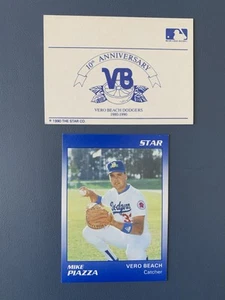 10th ANNIVERSARY
VB
VERO BEACH DODGERS
1980-1990
© 1990 THE STAR CO.
STAR
Dodgers
MIKE
PIAZZA
VERO BEACH
Catcher